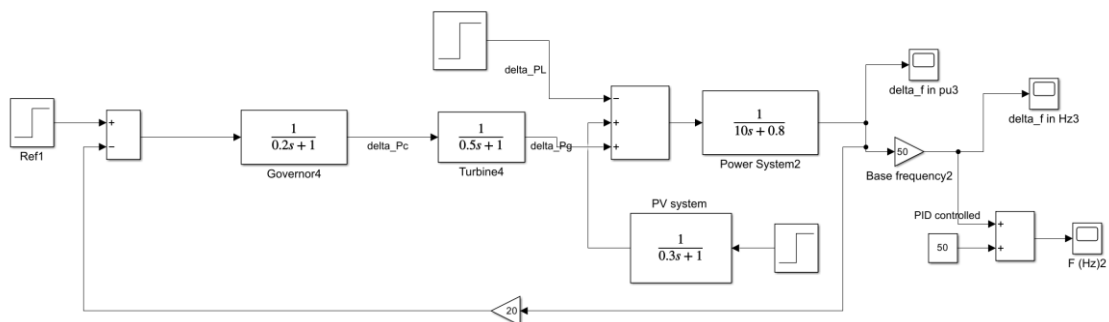 delta_PL
delta_f in pu3
delta_f in Hz3
Ref1
+
−
1
0.2s + 1
Governor4
delta_Pc
1
0.5s + 1
Turbine4
delta_Pg
−
+
+
1
10s + 0.8
Power System2
50
Base frequency2
PV system
1
0.3s + 1
PID controlled
50
+
+
F (Hz)2
20